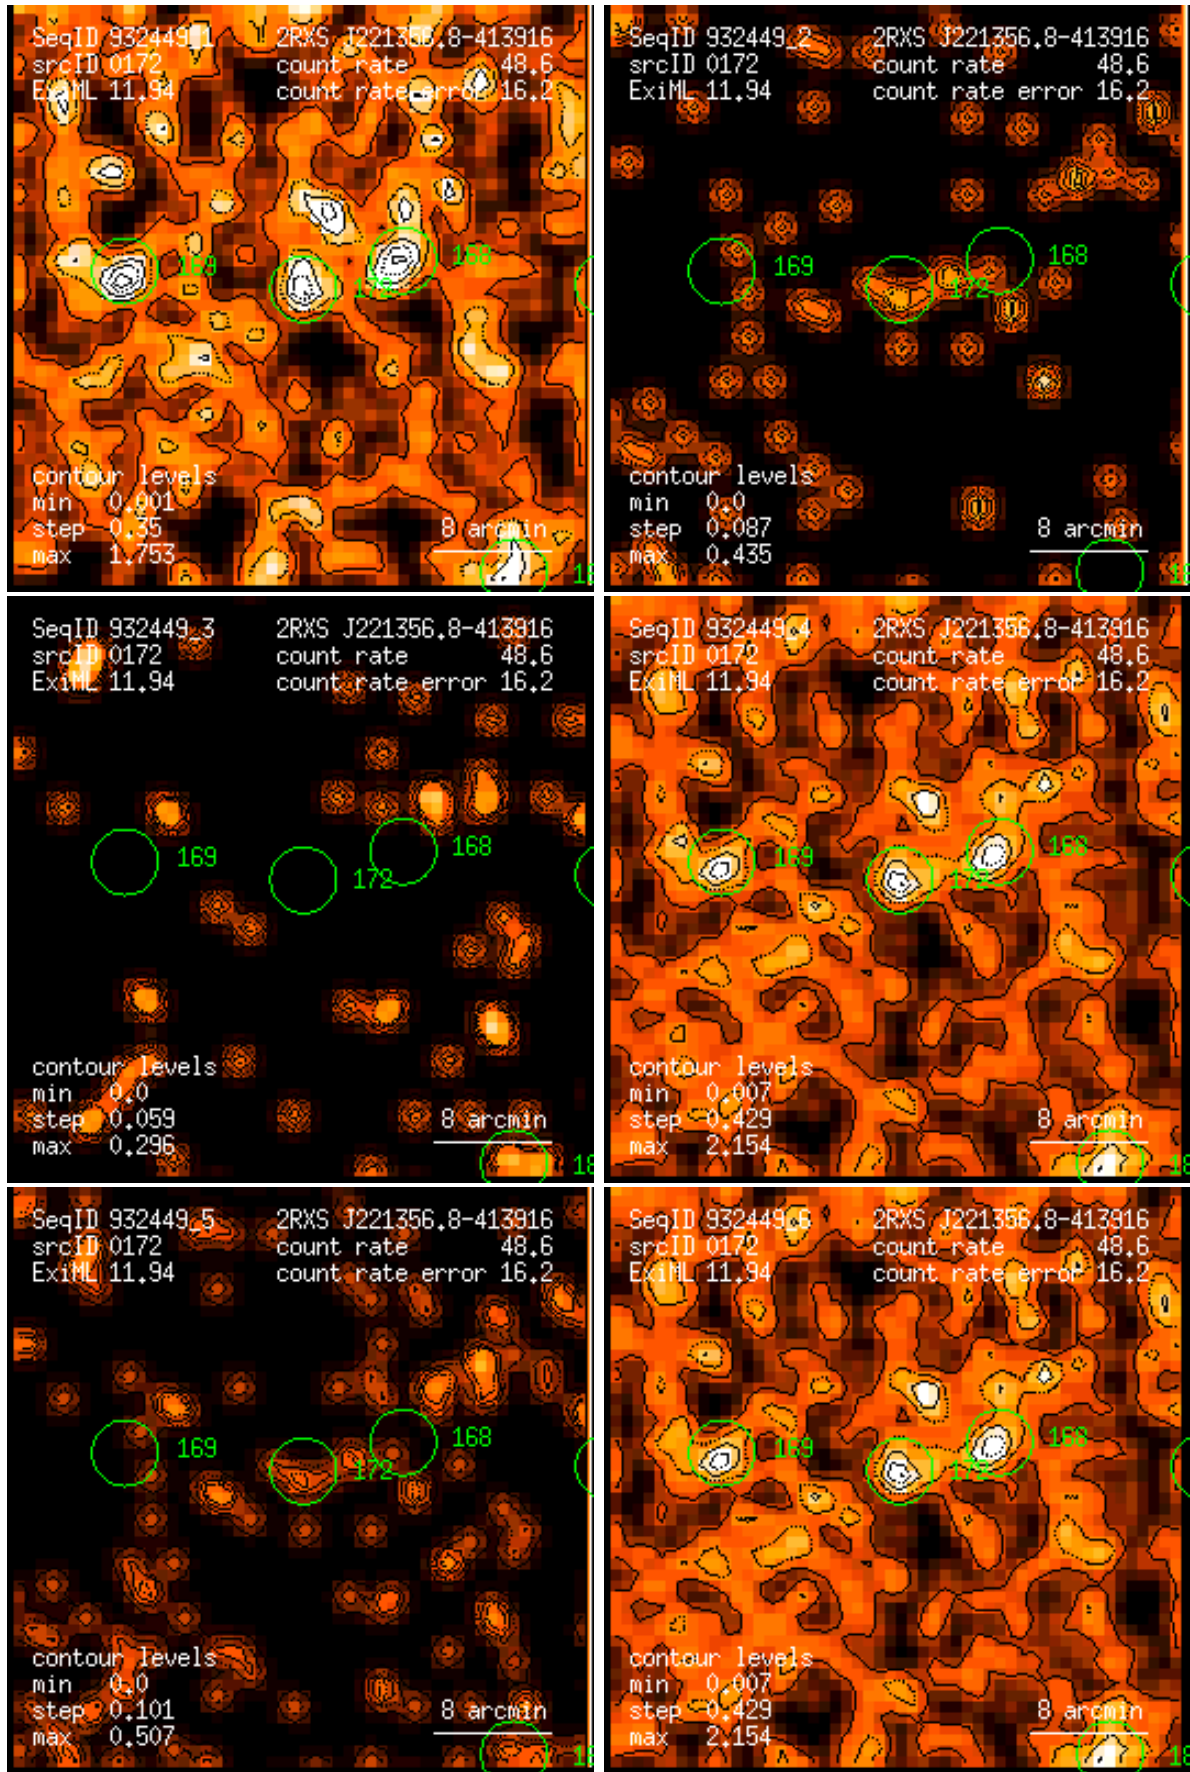 SeqID 932449_1 2RXS J221356.8-413916
srcID 0172 count rate 48.6
ExiML 11.94 count rate error 16.2
169
168
172
contour levels
min 0.001
step 0.35
max 1.753
8 arcmin
18
SeqID 932449_2 2RXS J221356.8-413916
srcID 0172 count rate 48.6
ExiML 11.94 count rate error 16.2
169
168
172
contour levels
min 0.0
step 0.087
max 0.435
8 arcmin
18
SeqID 932449_3 2RXS J221356.8-413916
srcID 0172 count rate 48.6
ExiML 11.94 count rate error 16.2
169
168
172
contour levels
min 0.0
step 0.059
max 0.296
8 arcmin
18
SeqID 932449_4 2RXS J221356.8-413916
srcID 0172 count rate 48.6
ExiML 11.94 count rate error 16.2
169
168
172
contour levels
min 0.007
step 0.429
max 2.154
8 arcmin
18
SeqID 932449_5 2RXS J221356.8-413916
srcID 0172 count rate 48.6
ExiML 11.94 count rate error 16.2
169
168
172
contour levels
min 0.0
step 0.101
max 0.507
8 arcmin
18
SeqID 932449_6 2RXS J221356.8-413916
srcID 0172 count rate 48.6
ExiML 11.94 count rate error 16.2
169
168
172
contour levels
min 0.007
step 0.429
max 2.154
8 arcmin
18